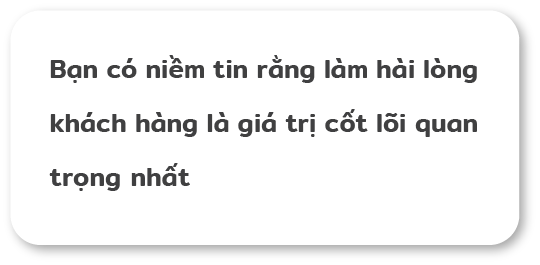 Bạn có niềm tin rằng làm hài lòng
khách hàng là giá trị cốt lõi quan
trọng nhất